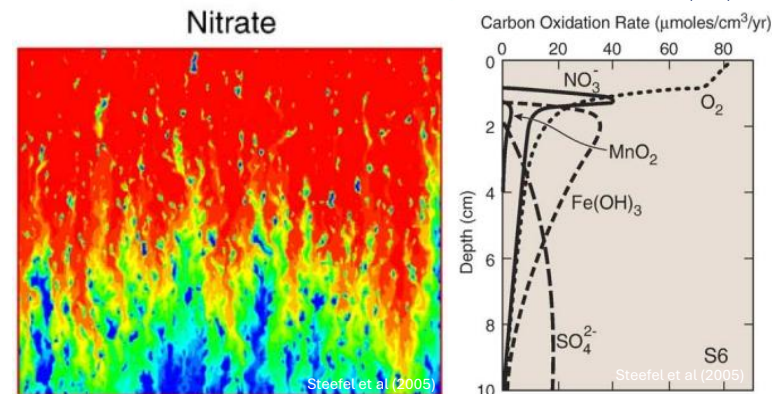 Nitrate
Steefel et al (2005)
Carbon Oxidation Rate (μmoles/cm³/yr)
0 20 40 60 80
0
2
4
6
8
10
Depth (cm)
NO₃⁻
O₂
MnO₂
Fe(OH)₃
SO₄²⁻
S6
Steefel et al (2005)